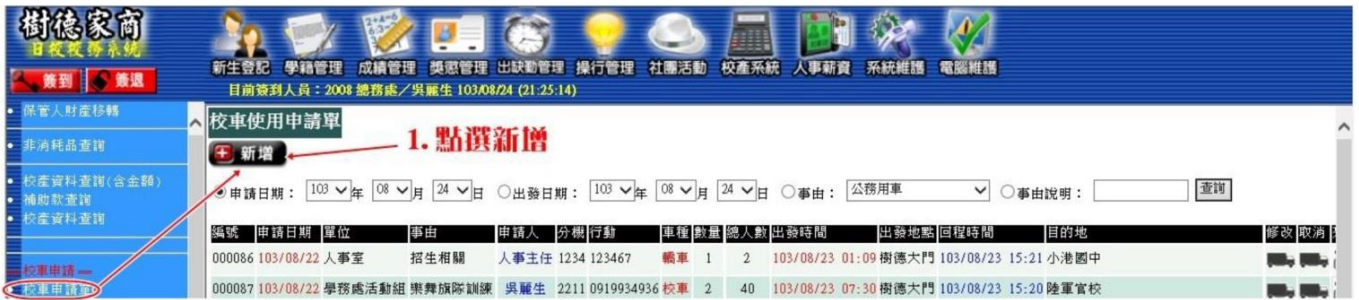 樹德家商
日校校務系統
簽到 簽退
新生登記 學籍管理 成績管理 獎懲管理 出缺勤管理 操行管理 社團活動 校產系統 人事薪資 系統維護 電腦維護
目前簽到人員：2008 總務處／吳麗生 103/08/24 (21:25:14)
保管人財產移轉
非消耗品查詢
校產資料查詢(含金額)
補助款查詢
校產資料查詢
校車申請
校車申請單
校車使用申請單
新增
1. 點選新增
申請日期： 103 年 08 月 24 日 出發日期： 103 年 08 月 24 日 事由： 公務用車 事由說明： 查詢
編號 申請日期 單位 事由 申請人 分機 行動 車種 數量 總人數 出發時間 出發地點 回程時間 目的地 修改 取消
000086 103/08/22 人事室 招生相關 人事主任 1234 123467 轎車 1 2 103/08/23 01:09 樹德大門 103/08/23 15:21 小港國中
000087 103/08/22 學務處活動組 樂舞旗隊訓練 吳麗生 2211 0919934936 校車 2 40 103/08/23 07:30 樹德大門 103/08/23 15:20 陸軍官校